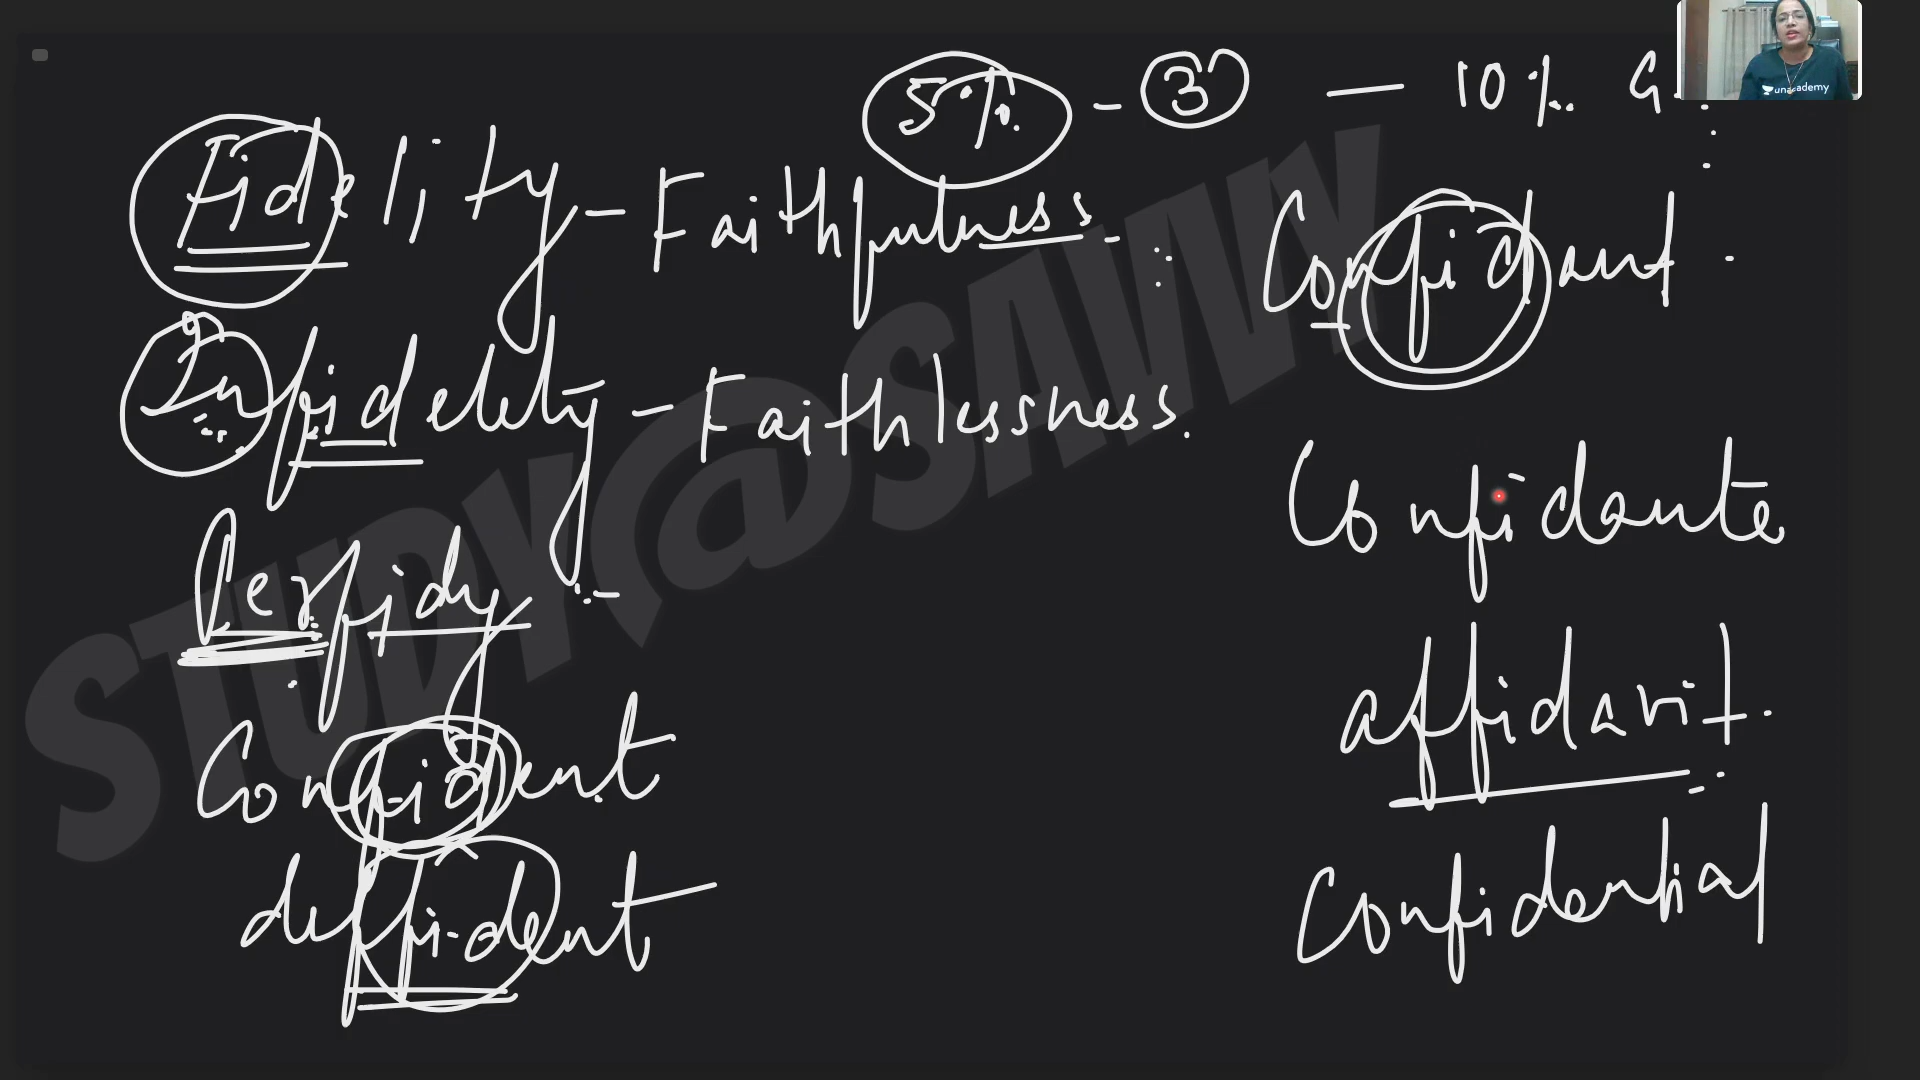 5% - 3 — 10% G.
unacademy
Fidelity - Faithfulness.
Confidant.
Infidelity - Faithlessness.
Confidante
Perfidy -
affidavit.
Confident
diffident
Confidential
STUDY@SAVVY